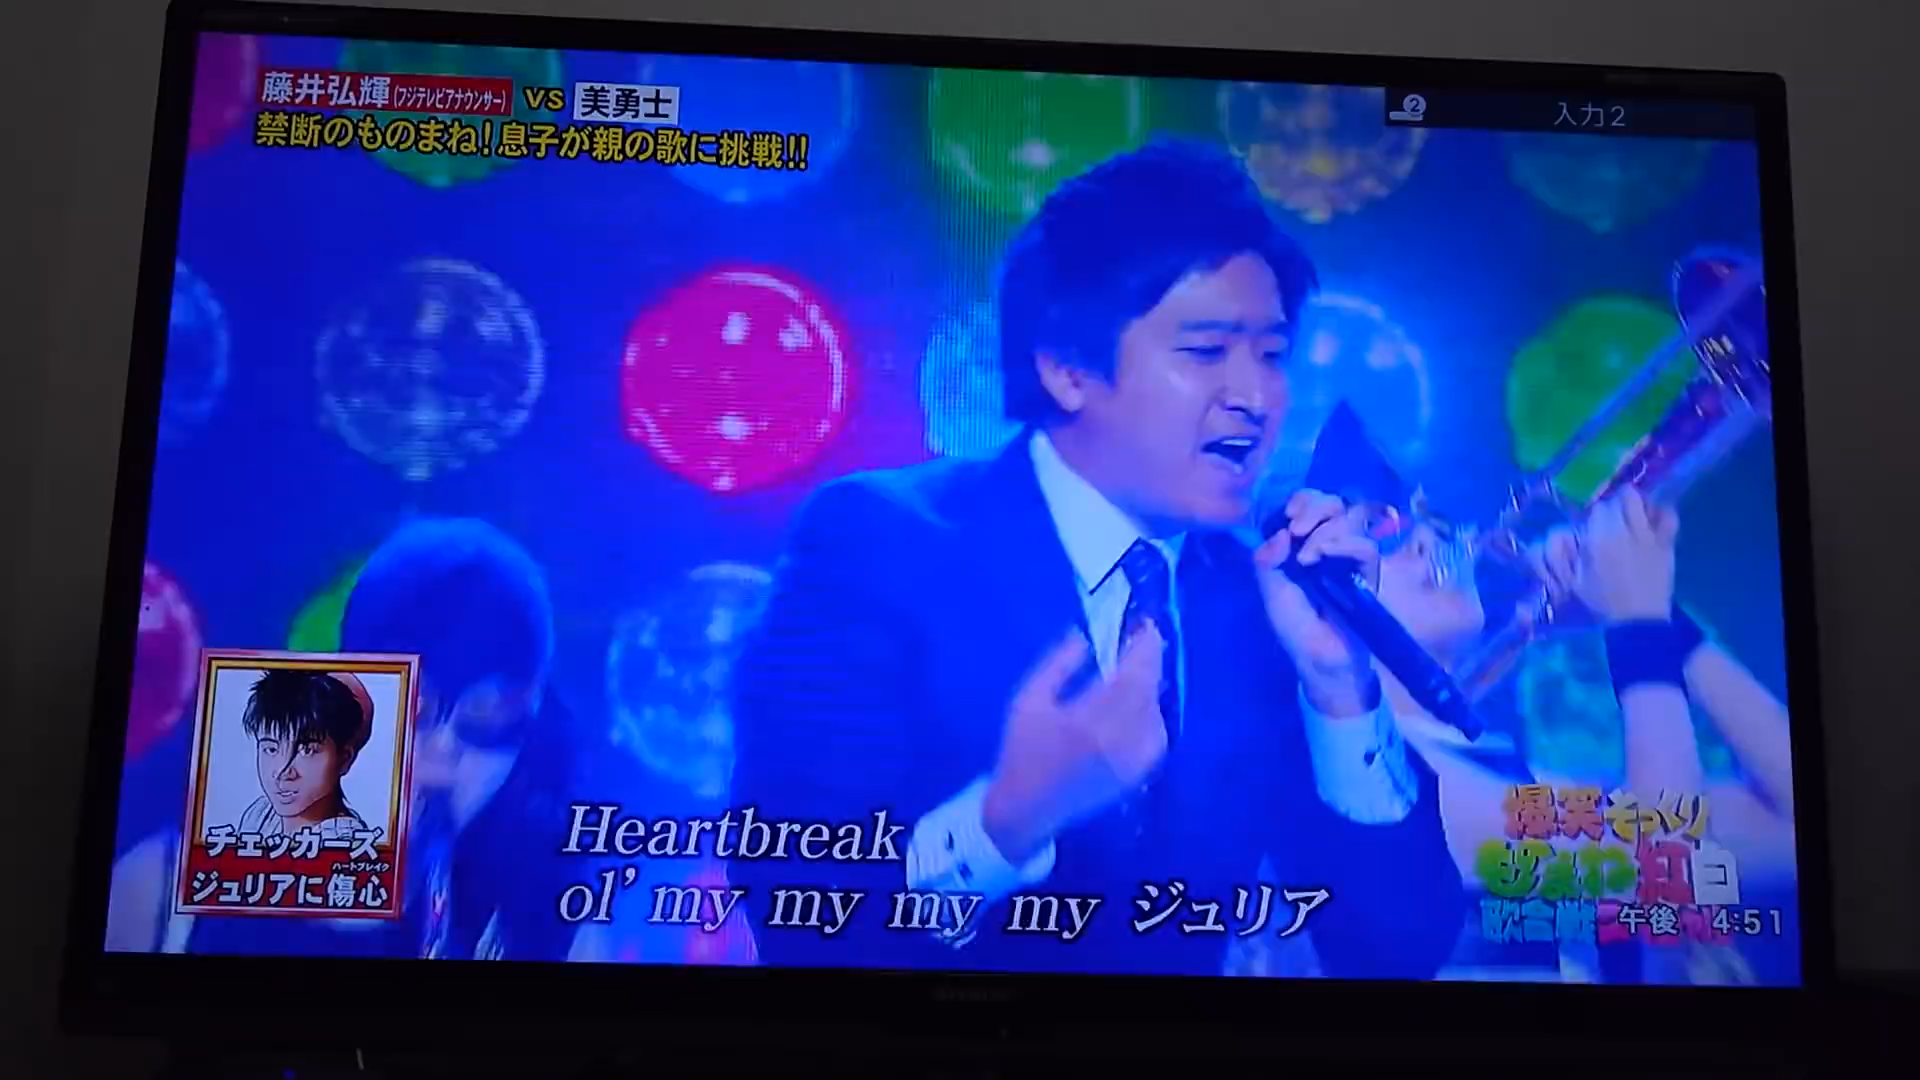 藤井弘輝(フジテレビアナウンサー) VS 美勇士
禁断のものまね!息子が親の歌に挑戦!!
2 入力2
チェッカーズ
ハートブレイク
ジュリアに傷心
Heartbreak
ol' my my my my ジュリア
爆笑そっくり
ものまね紅白
歌合戦
午後 4:51